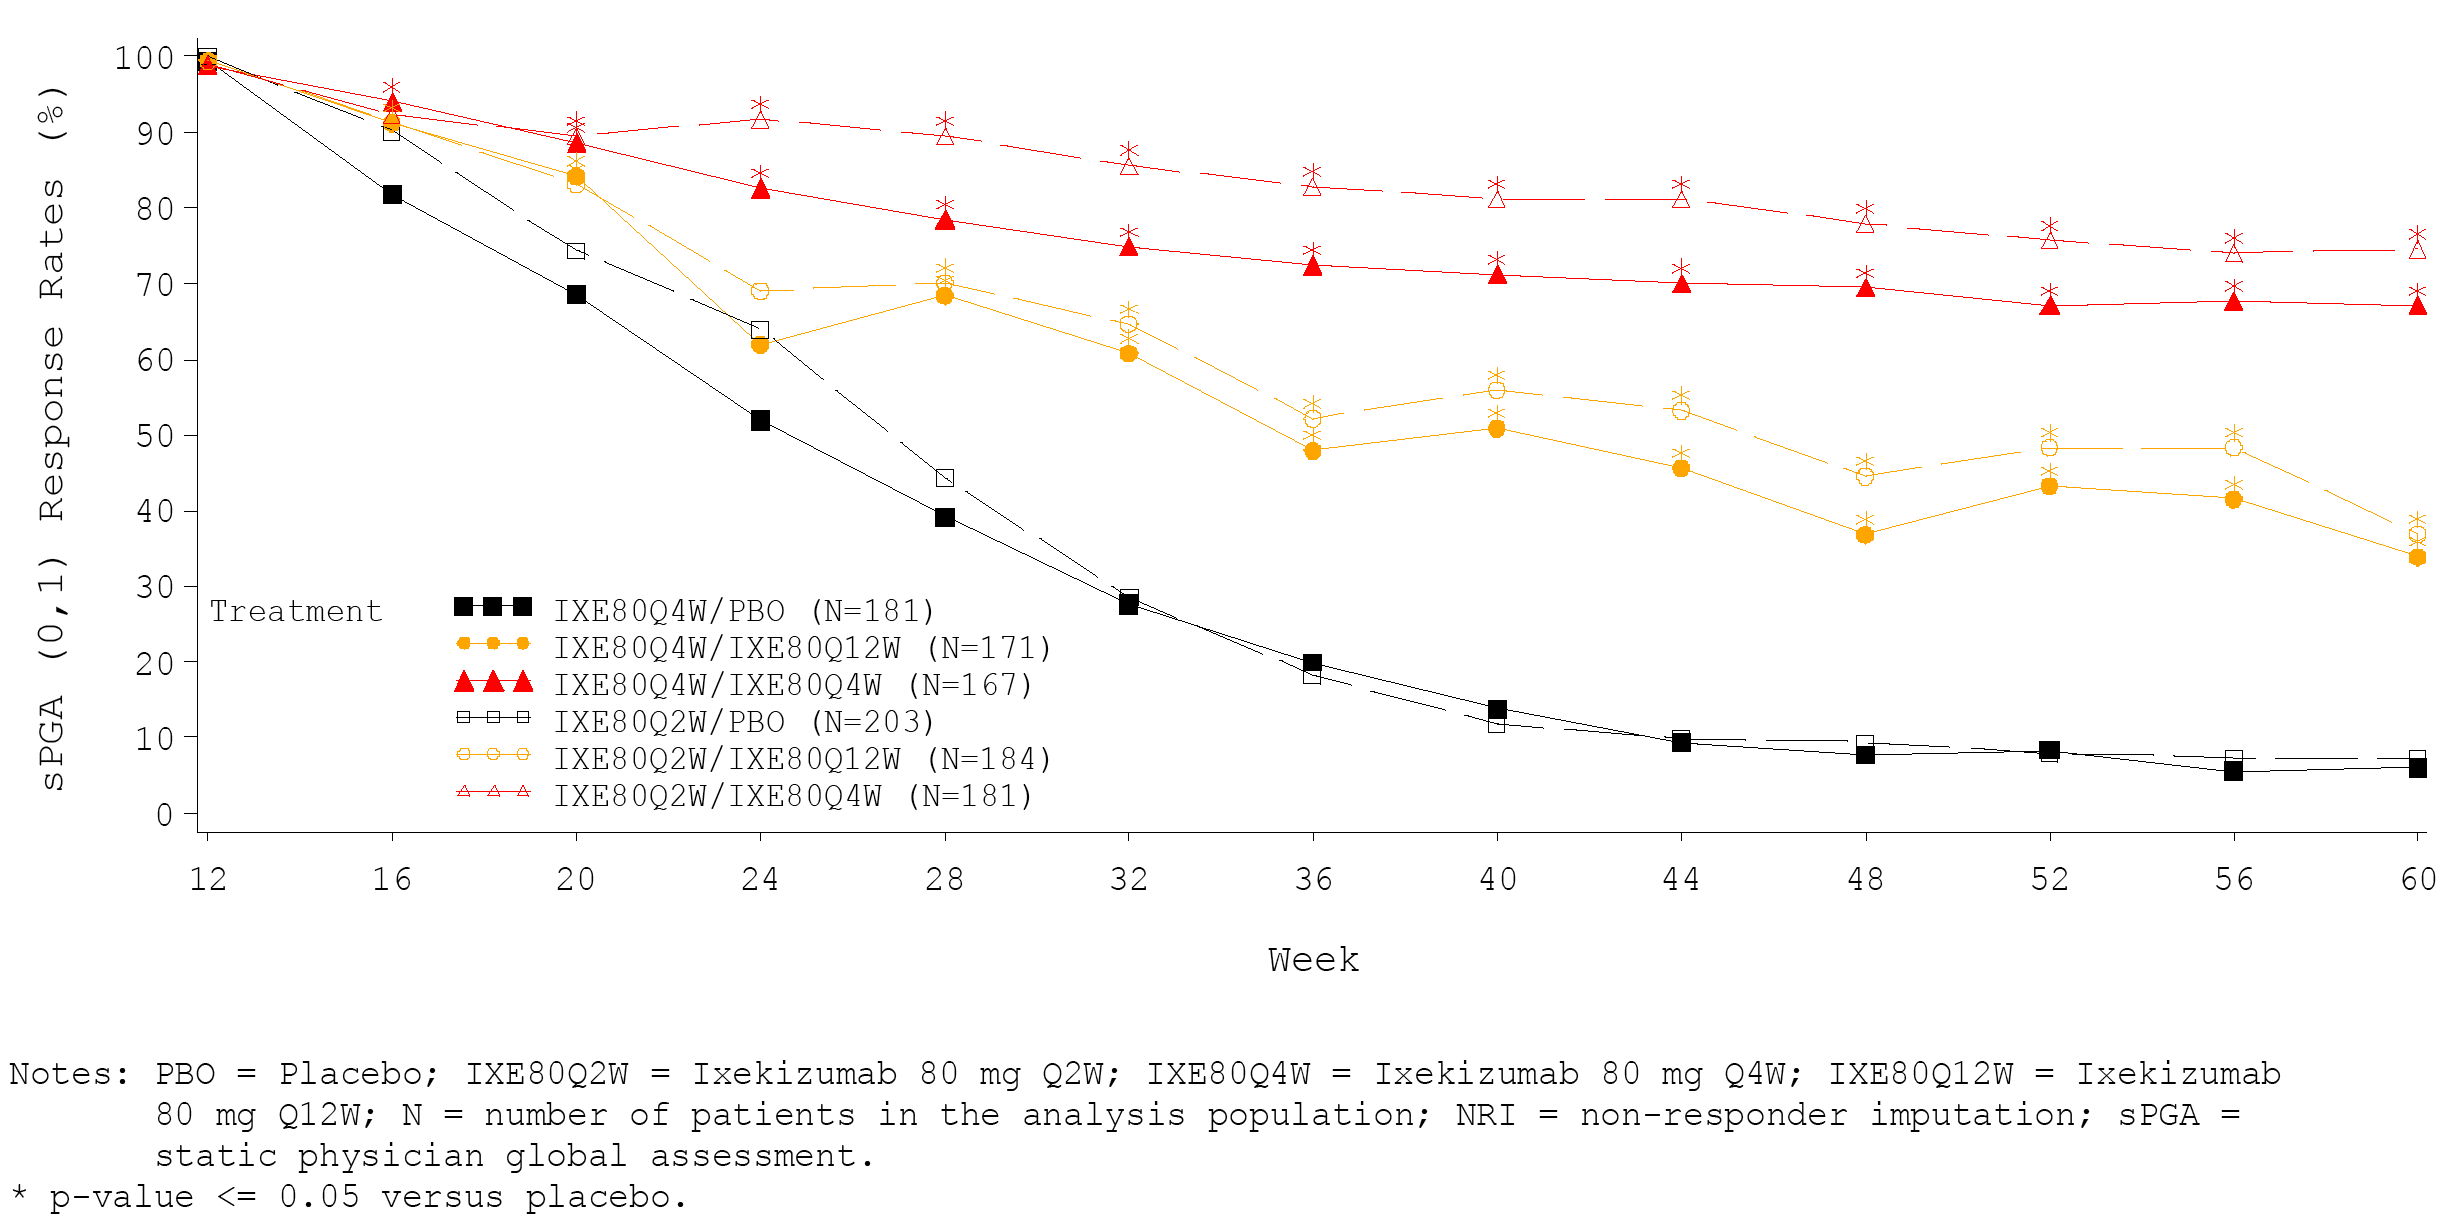 sPGA (0,1) Response Rates (%)
100
90
80
70
60
50
40
30
20
10
0
Treatment
IXE80Q4W/PBO (N=181)
IXE80Q4W/IXE80Q12W (N=171)
IXE80Q4W/IXE80Q4W (N=167)
IXE80Q2W/PBO (N=203)
IXE80Q2W/IXE80Q12W (N=184)
IXE80Q2W/IXE80Q4W (N=181)
12 16 20 24 28 32 36 40 44 48 52 56 60
Week
Notes: PBO = Placebo; IXE80Q2W = Ixekizumab 80 mg Q2W; IXE80Q4W = Ixekizumab 80 mg Q4W; IXE80Q12W = Ixekizumab
80 mg Q12W; N = number of patients in the analysis population; NRI = non-responder imputation; sPGA =
static physician global assessment.
* p-value <= 0.05 versus placebo.